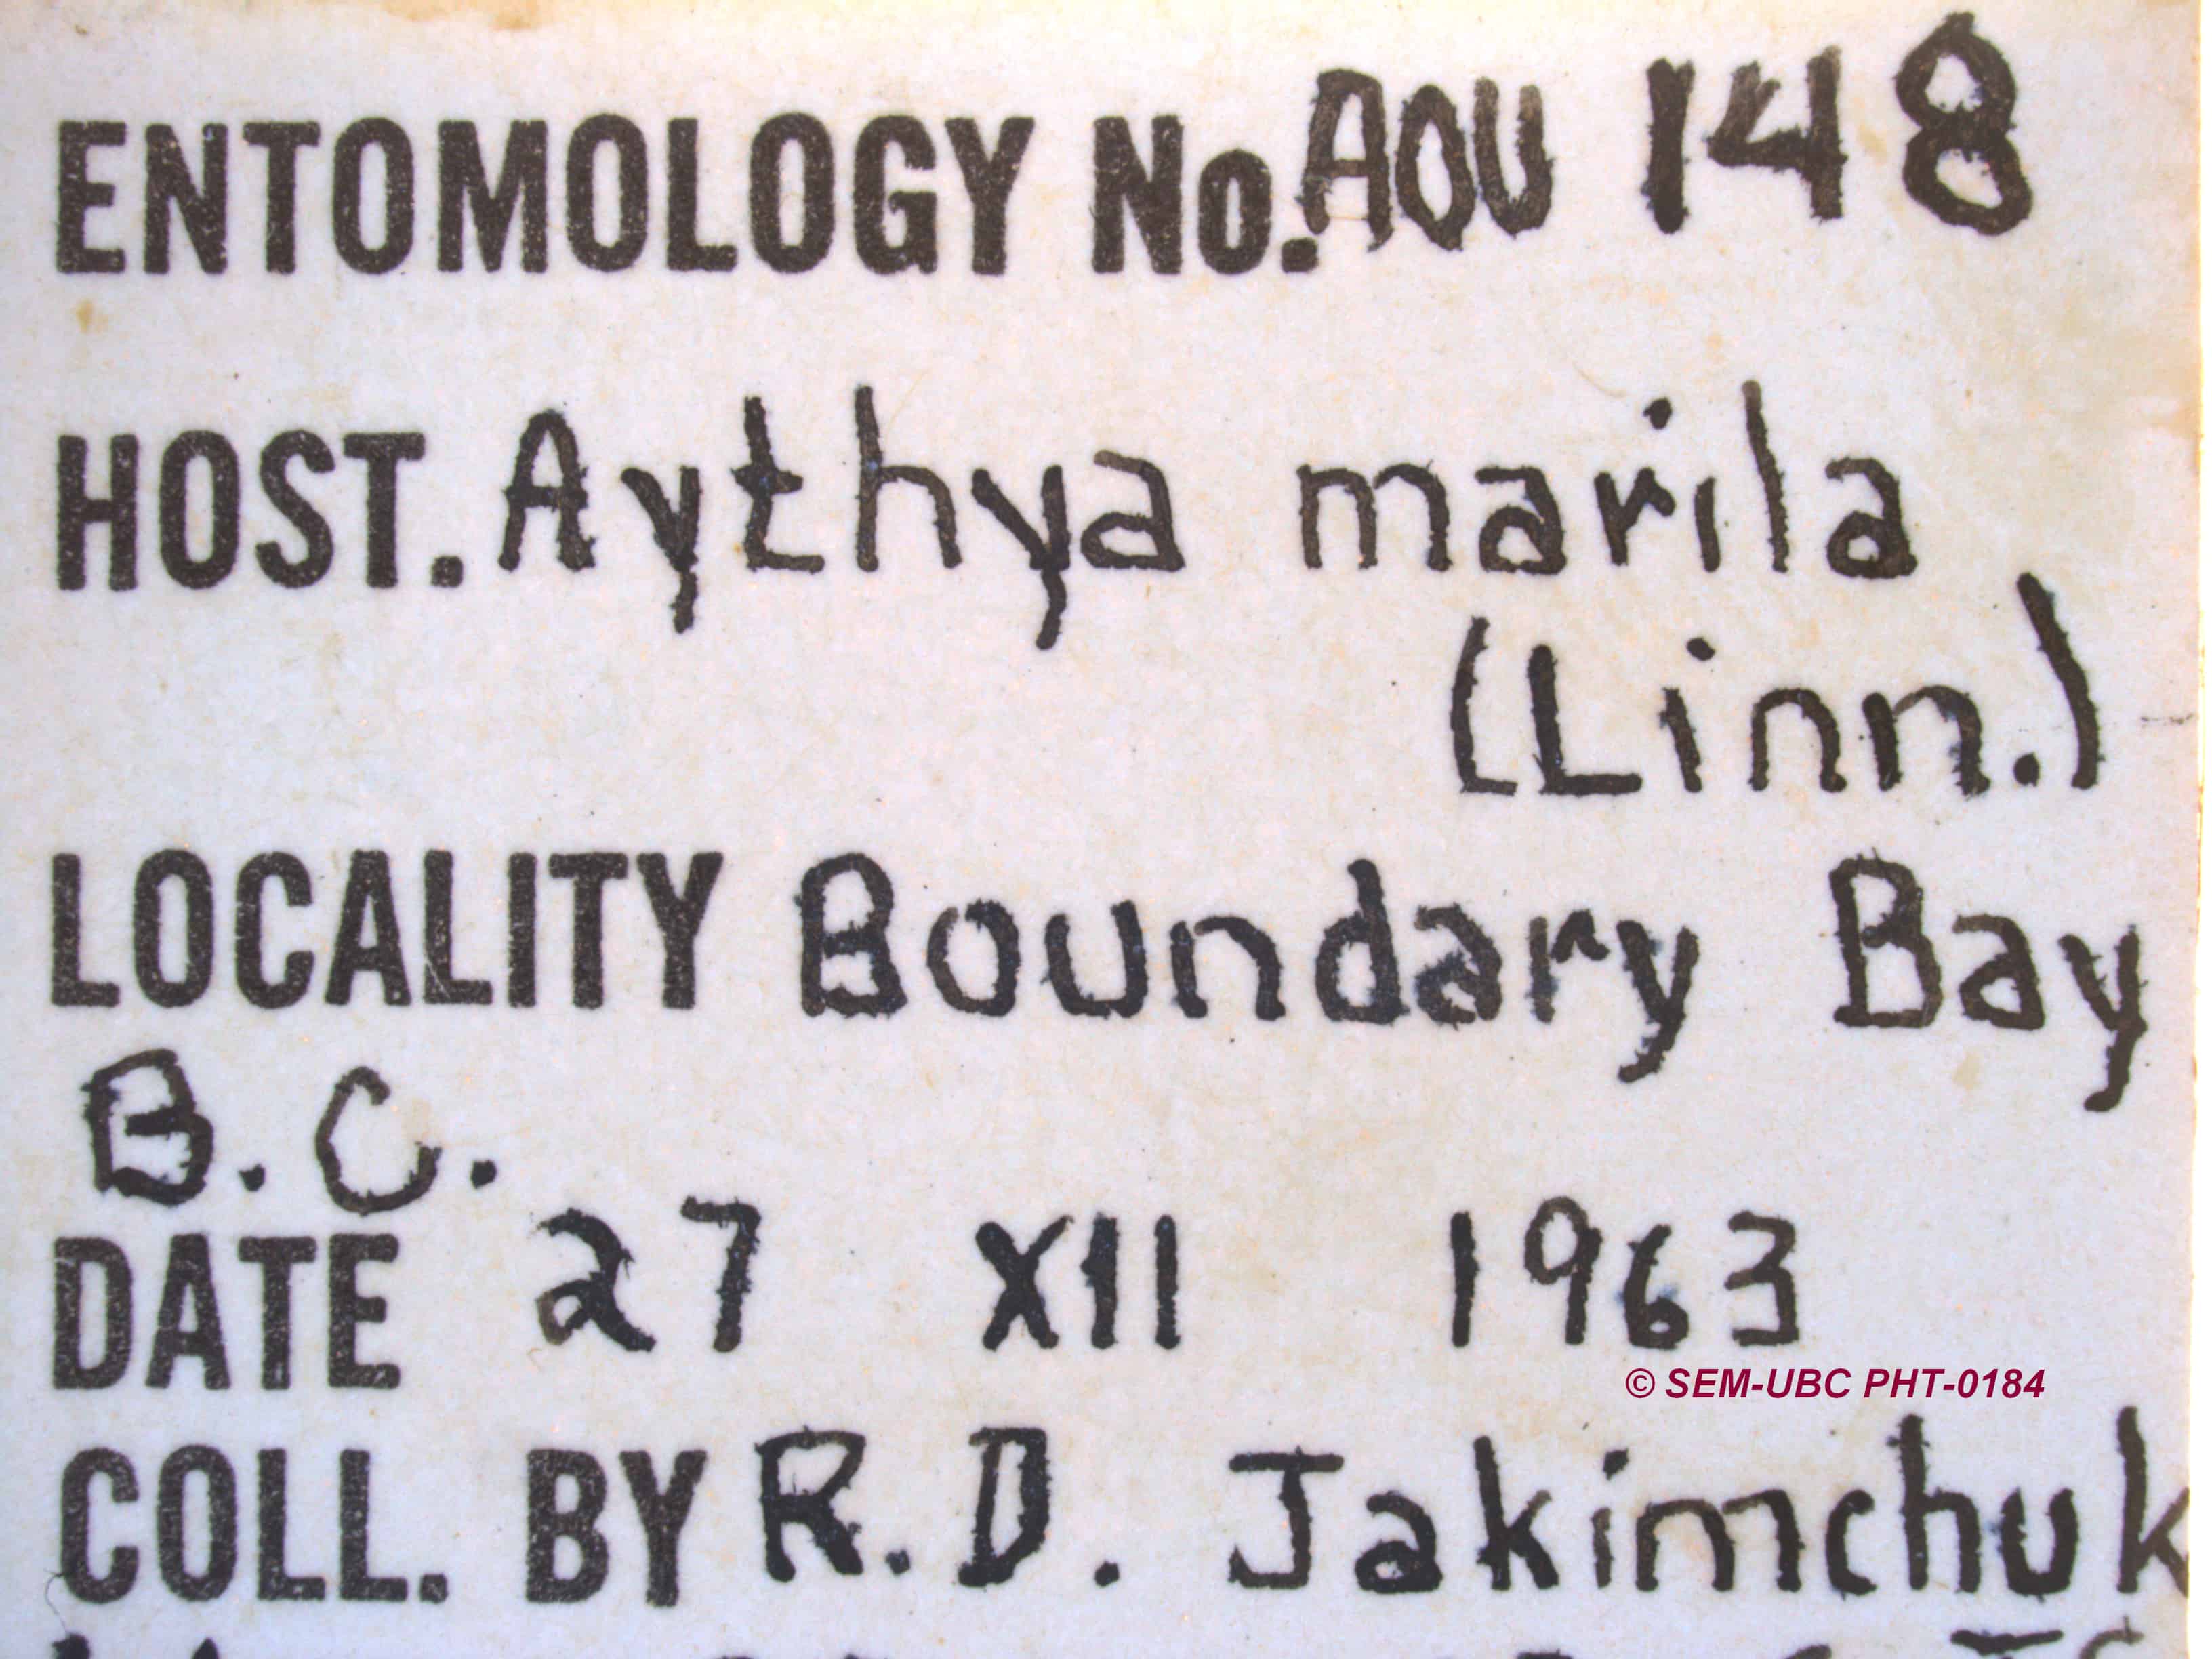 ENTOMOLOGY No. AOU 148
HOST. Aythya marila
(Linn.)
LOCALITY Boundary Bay
B.C.
DATE 27 XII 1963
© SEM-UBC PHT-0184
COLL. BY R.D. Jakimchuk